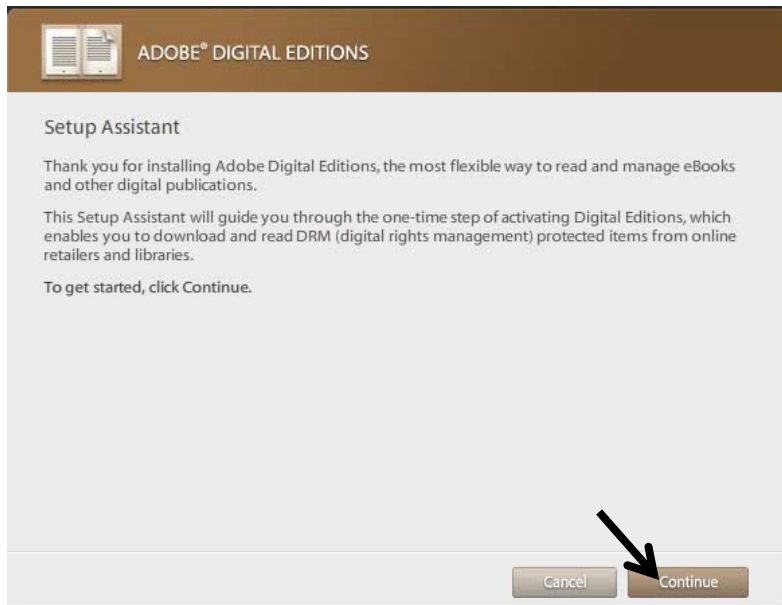 ADOBE® DIGITAL EDITIONS
Setup Assistant
Thank you for installing Adobe Digital Editions, the most flexible way to read and manage eBooks
and other digital publications.
This Setup Assistant will guide you through the one-time step of activating Digital Editions, which
enables you to download and read DRM (digital rights management) protected items from online
retailers and libraries.
To get started, click Continue.
Cancel Continue